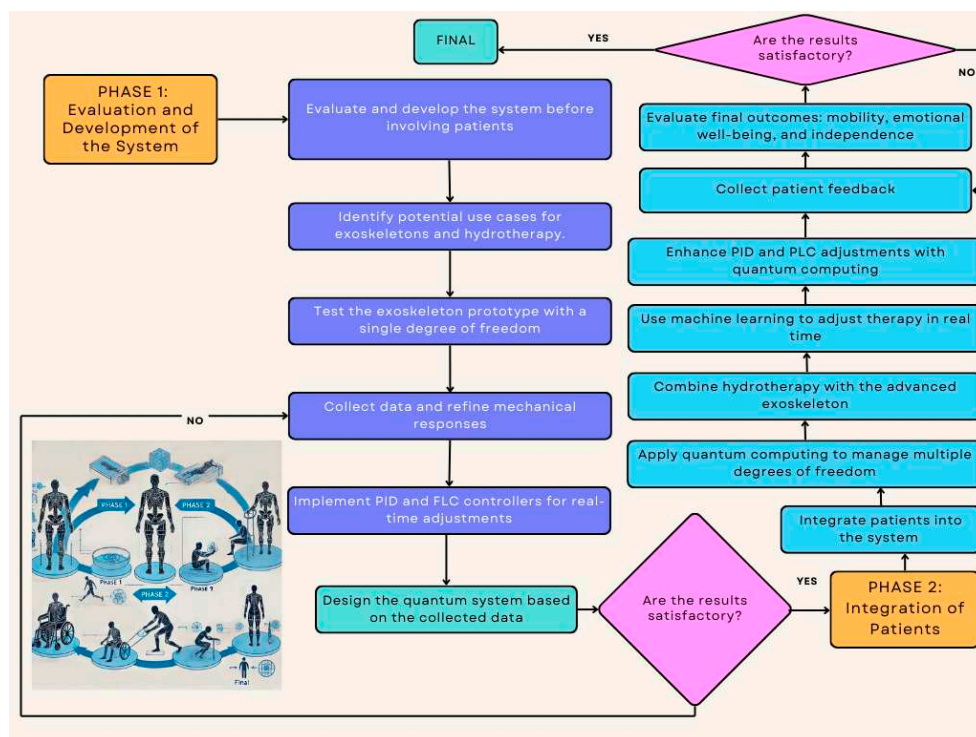 FINAL
YES
Are the results
satisfactory?
NO
PHASE 1:
Evaluation and
Development of
the System
Evaluate and develop the system before
involving patients
Identify potential use cases for
exoskeletons and hydrotherapy.
Test the exoskeleton prototype with a
single degree of freedom
NO
Collect data and refine mechanical
responses
Implement PID and FLC controllers for real-
time adjustments
Design the quantum system based
on the collected data
Are the results
satisfactory?
YES
PHASE 2:
Integration of
Patients
Integrate patients into
the system
Apply quantum computing to manage multiple
degrees of freedom
Combine hydrotherapy with the advanced
exoskeleton
Use machine learning to adjust therapy in real
time
Enhance PID and PLC adjustments with
quantum computing
Collect patient feedback
Evaluate final outcomes: mobility, emotional
well-being, and independence
PHASE 1
PHASE 2
Phase 1
PHASE 1
PHASE 2
Final